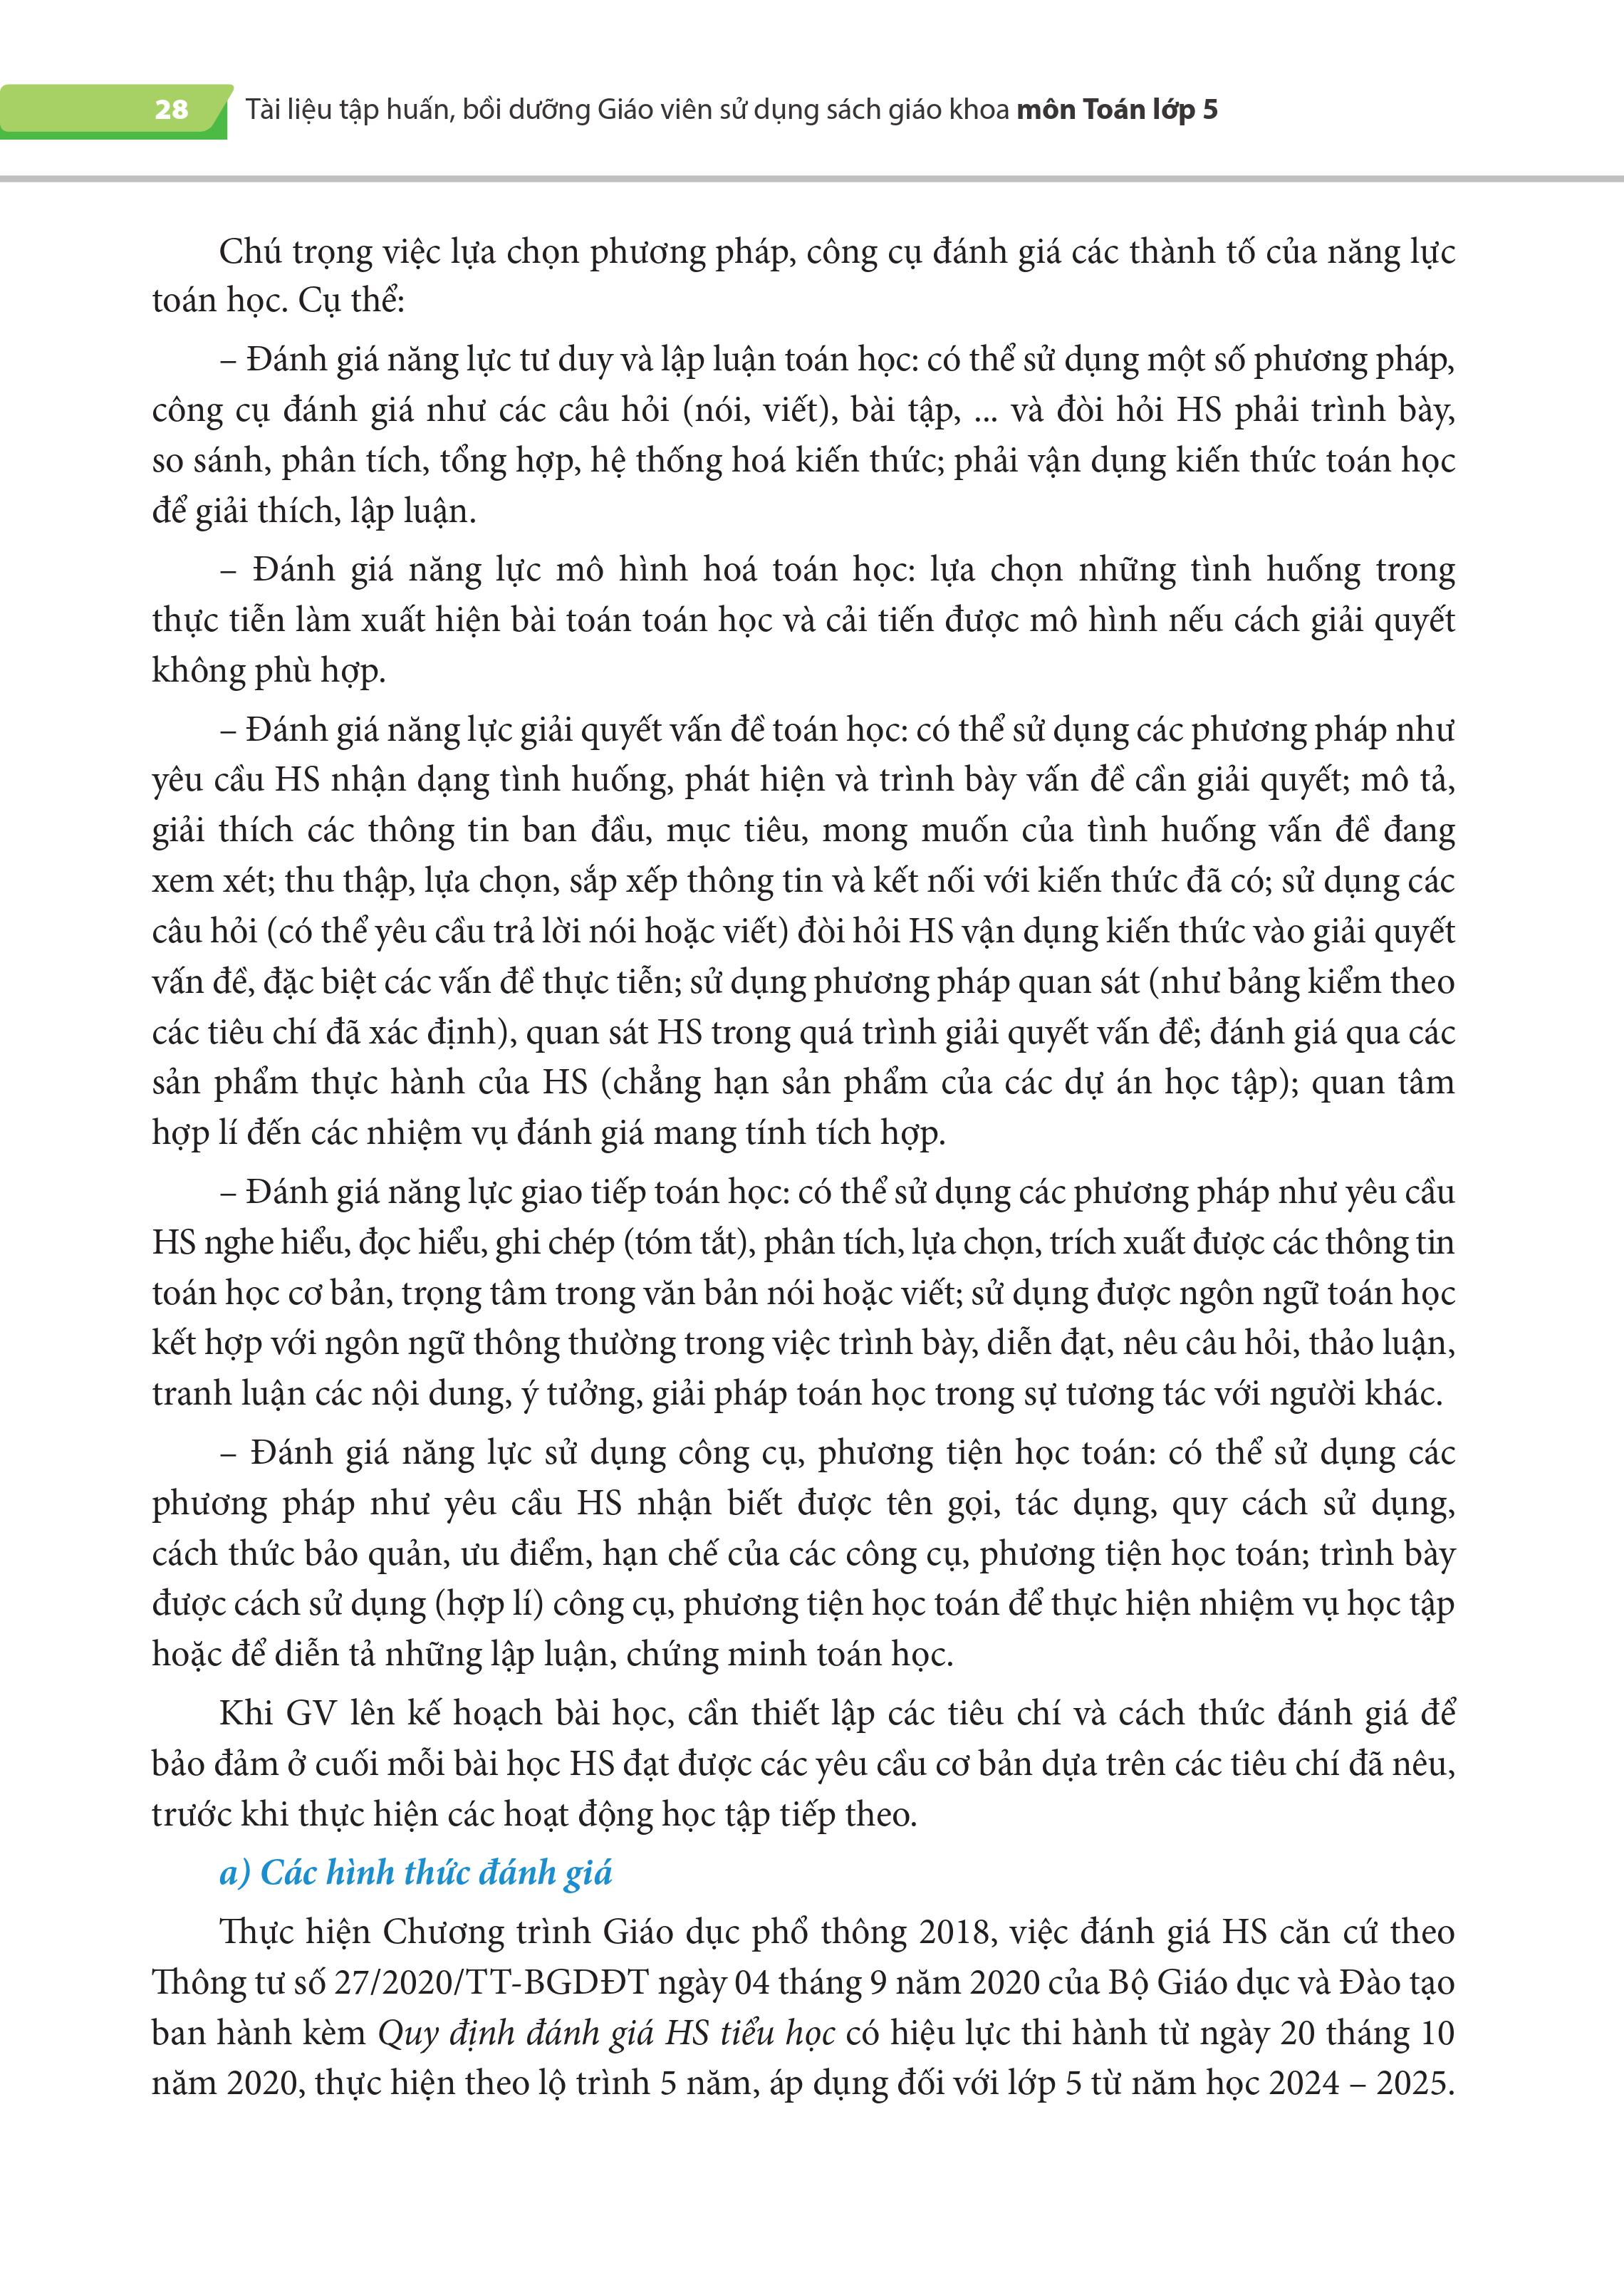 28
Tài liệu tập huấn, bồi dưỡng Giáo viên sử dụng sách giáo khoa môn Toán lớp 5
Chú trọng việc lựa chọn phương pháp, công cụ đánh giá các thành tố của năng lực
toán học. Cụ thể:
– Đánh giá năng lực tư duy và lập luận toán học: có thể sử dụng một số phương pháp,
công cụ đánh giá như các câu hỏi (nói, viết), bài tập, ... và đòi hỏi HS phải trình bày,
so sánh, phân tích, tổng hợp, hệ thống hoá kiến thức; phải vận dụng kiến thức toán học
để giải thích, lập luận.
– Đánh giá năng lực mô hình hoá toán học: lựa chọn những tình huống trong
thực tiễn làm xuất hiện bài toán toán học và cải tiến được mô hình nếu cách giải quyết
không phù hợp.
– Đánh giá năng lực giải quyết vấn đề toán học: có thể sử dụng các phương pháp như
yêu cầu HS nhận dạng tình huống, phát hiện và trình bày vấn đề cần giải quyết; mô tả,
giải thích các thông tin ban đầu, mục tiêu, mong muốn của tình huống vấn đề đang
xem xét; thu thập, lựa chọn, sắp xếp thông tin và kết nối với kiến thức đã có; sử dụng các
câu hỏi (có thể yêu cầu trả lời nói hoặc viết) đòi hỏi HS vận dụng kiến thức vào giải quyết
vấn đề, đặc biệt các vấn đề thực tiễn; sử dụng phương pháp quan sát (như bảng kiểm theo
các tiêu chí đã xác định), quan sát HS trong quá trình giải quyết vấn đề; đánh giá qua các
sản phẩm thực hành của HS (chẳng hạn sản phẩm của các dự án học tập); quan tâm
hợp lí đến các nhiệm vụ đánh giá mang tính tích hợp.
– Đánh giá năng lực giao tiếp toán học: có thể sử dụng các phương pháp như yêu cầu
HS nghe hiểu, đọc hiểu, ghi chép (tóm tắt), phân tích, lựa chọn, trích xuất được các thông tin
toán học cơ bản, trọng tâm trong văn bản nói hoặc viết; sử dụng được ngôn ngữ toán học
kết hợp với ngôn ngữ thông thường trong việc trình bày, diễn đạt, nêu câu hỏi, thảo luận,
tranh luận các nội dung, ý tưởng, giải pháp toán học trong sự tương tác với người khác.
– Đánh giá năng lực sử dụng công cụ, phương tiện học toán: có thể sử dụng các
phương pháp như yêu cầu HS nhận biết được tên gọi, tác dụng, quy cách sử dụng,
cách thức bảo quản, ưu điểm, hạn chế của các công cụ, phương tiện học toán; trình bày
được cách sử dụng (hợp lí) công cụ, phương tiện học toán để thực hiện nhiệm vụ học tập
hoặc để diễn tả những lập luận, chứng minh toán học.
Khi GV lên kế hoạch bài học, cần thiết lập các tiêu chí và cách thức đánh giá để
bảo đảm ở cuối mỗi bài học HS đạt được các yêu cầu cơ bản dựa trên các tiêu chí đã nêu,
trước khi thực hiện các hoạt động học tập tiếp theo.
a) Các hình thức đánh giá
Thực hiện Chương trình Giáo dục phổ thông 2018, việc đánh giá HS căn cứ theo
Thông tư số 27/2020/TT-BGDĐT ngày 04 tháng 9 năm 2020 của Bộ Giáo dục và Đào tạo
ban hành kèm Quy định đánh giá HS tiểu học có hiệu lực thi hành từ ngày 20 tháng 10
năm 2020, thực hiện theo lộ trình 5 năm, áp dụng đối với lớp 5 từ năm học 2024 – 2025.